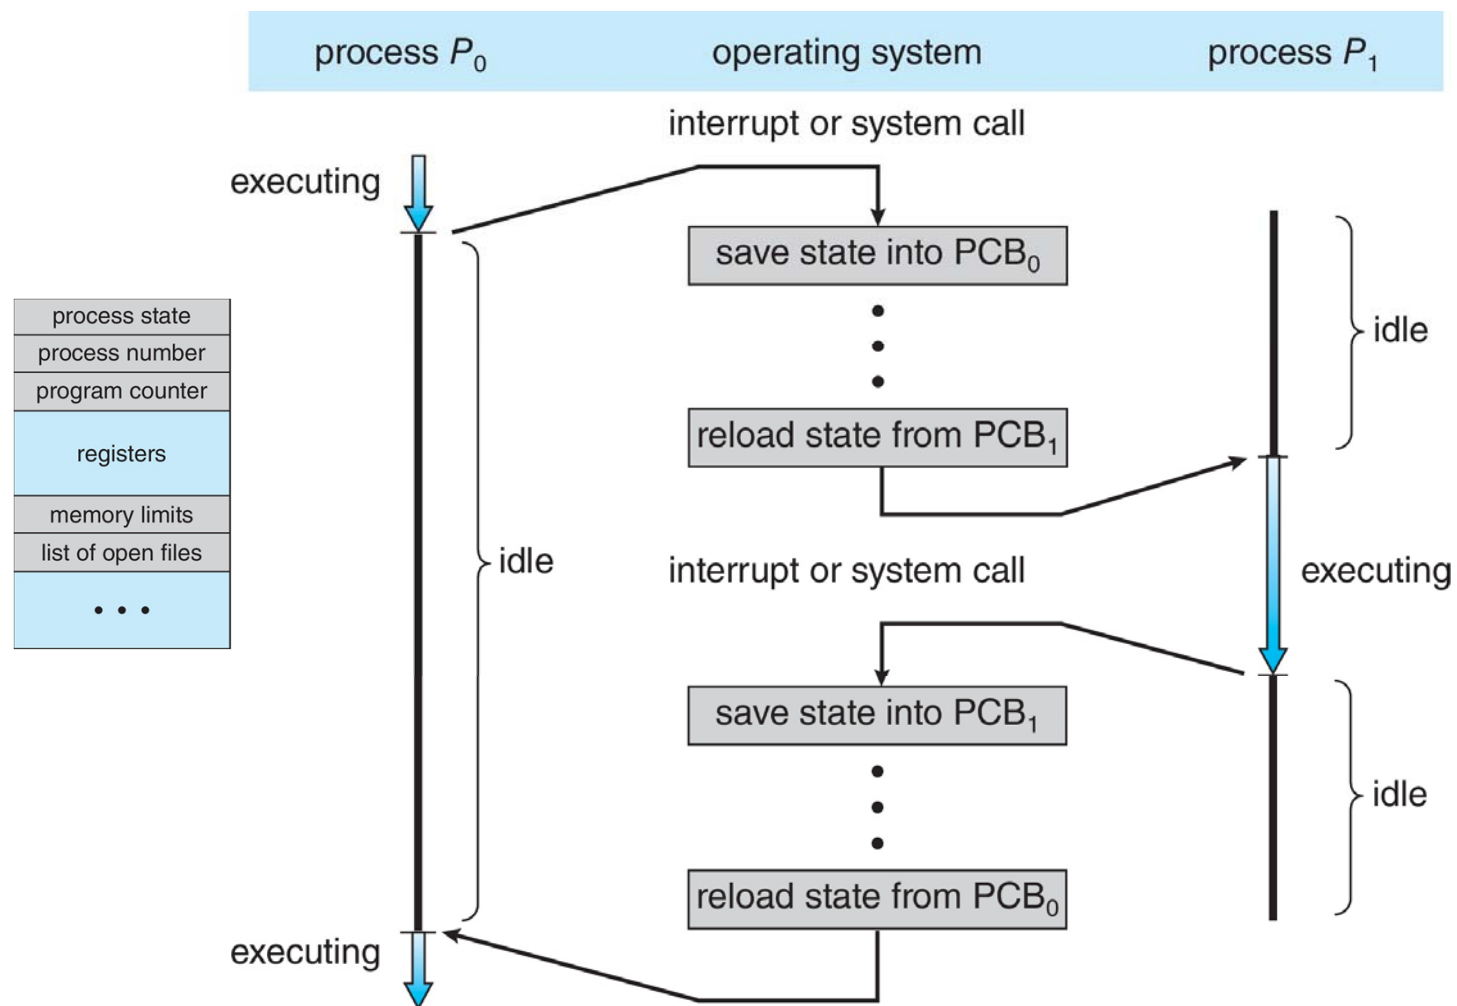 process P₀
operating system
process P₁
interrupt or system call
executing
save state into PCB₀
idle
process state
process number
program counter
registers
memory limits
list of open files
• • •
reload state from PCB₁
idle
interrupt or system call
executing
save state into PCB₁
idle
reload state from PCB₀
executing